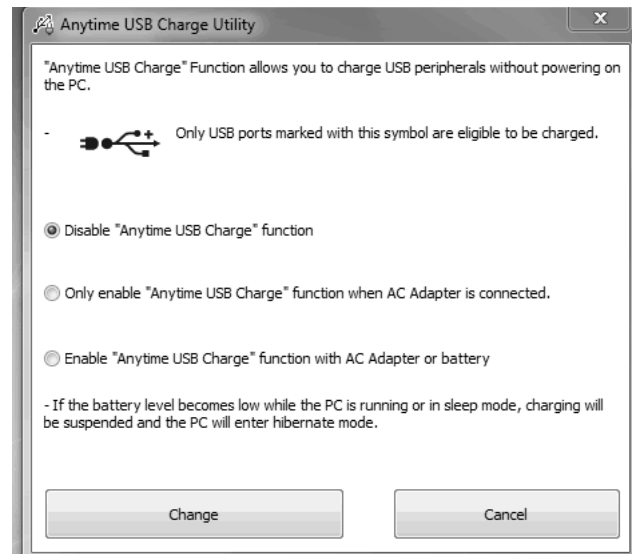 Anytime USB Charge Utility
X
"Anytime USB Charge" Function allows you to charge USB peripherals without powering on
the PC.
- Only USB ports marked with this symbol are eligible to be charged.
Disable "Anytime USB Charge" function
Only enable "Anytime USB Charge" function when AC Adapter is connected.
Enable "Anytime USB Charge" function with AC Adapter or battery
- If the battery level becomes low while the PC is running or in sleep mode, charging will
be suspended and the PC will enter hibernate mode.
Change
Cancel